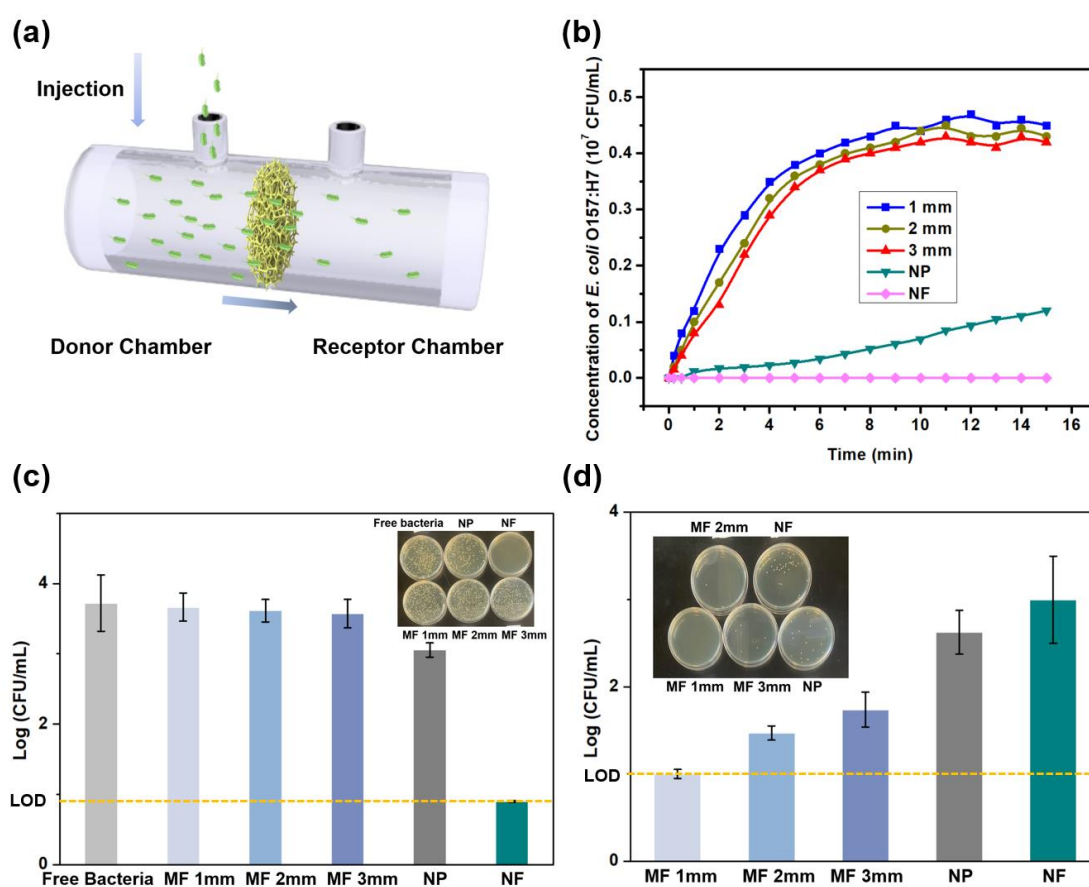 (a)
Injection
Donor Chamber
Receptor Chamber
(b)
Concentration of E. coli O157:H7 (10⁷ CFU/mL)
0.5
0.4
0.3
0.2
0.1
0.0
1 mm
2 mm
3 mm
NP
NF
0 2 4 6 8 10 12 14 16
Time (min)
(c)
Log (CFU/mL)
4
2
LOD
0
Free bacteria NP NF
MF 1mm MF 2mm MF 3mm
Free Bacteria MF 1mm MF 2mm MF 3mm NP NF
(d)
Log (CFU/mL)
4
2
LOD
0
MF 2mm NF
MF 1mm MF 3mm NP
MF 1mm MF 2mm MF 3mm NP NF